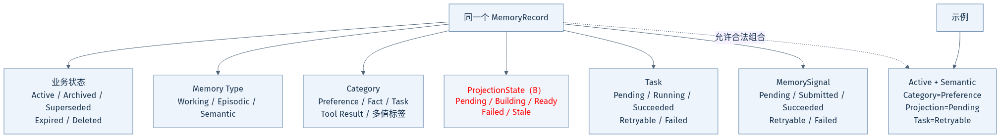 同一个 MemoryRecord
示例
允许合法组合
业务状态
Active / Archived /
Superseded
Expired / Deleted
Memory Type
Working / Episodic /
Semantic
Category
Preference / Fact / Task
Tool Result / 多值标签
ProjectionState（B）
Pending / Building / Ready
Failed / Stale
Task
Pending / Running /
Succeeded
Retryable / Failed
MemorySignal
Pending / Submitted /
Succeeded
Retryable / Failed
Active + Semantic
Category=Preference
Projection=Pending
Task=Retryable